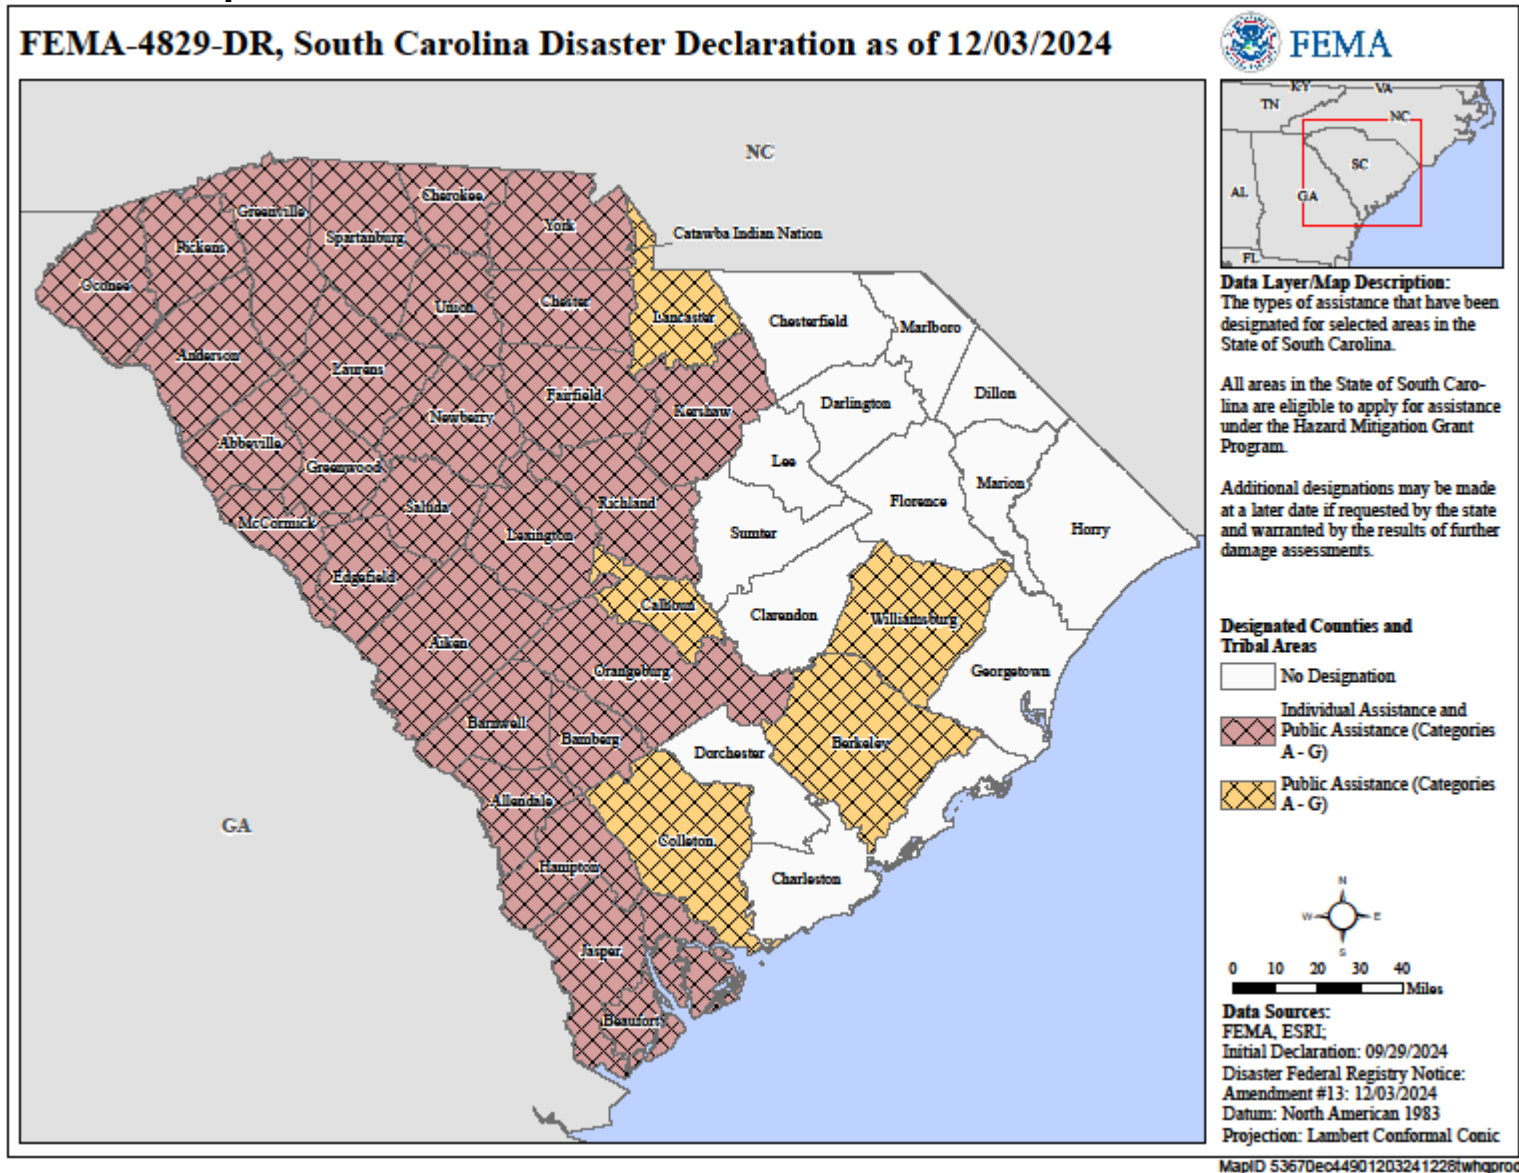 FEMA-4829-DR, South Carolina Disaster Declaration as of 12/03/2024
FEMA
KY
VA
TN
NC
SC
AL
GA
FL
NC
Cherokee
Greenville
York
Spartanburg
Pickens
Catawba Indian Nation
Oconee
Union
Chester
Lancaster
Chesterfield
Marlboro
Anderson
Laurens
Fairfield
Dillon
Darlington
Kershaw
Newberry
Abbeville
Greenwood
Lee
Marion
Richland
Florence
Saluda
McCormick
Lexington
Sumter
Horry
Edgefield
Calhoun
Clarendon
Williamsburg
Aiken
Orangeburg
Georgetown
Barnwell
Bamberg
Berkeley
Dorchester
Allendale
GA
Colleton
Hampton
Charleston
Jasper
Beaufort
Data Layer/Map Description:
The types of assistance that have been
designated for selected areas in the
State of South Carolina.
All areas in the State of South Caro-
lina are eligible to apply for assistance
under the Hazard Mitigation Grant
Program.
Additional designations may be made
at a later date if requested by the state
and warranted by the results of further
damage assessments.
Designated Counties and
Tribal Areas
No Designation
Individual Assistance and
Public Assistance (Categories
A - G)
Public Assistance (Categories
A - G)
N
W E
S
0 10 20 30 40
Miles
Data Sources:
FEMA, ESRI;
Initial Declaration: 09/29/2024
Disaster Federal Registry Notice:
Amendment #13: 12/03/2024
Datum: North American 1983
Projection: Lambert Conformal Conic